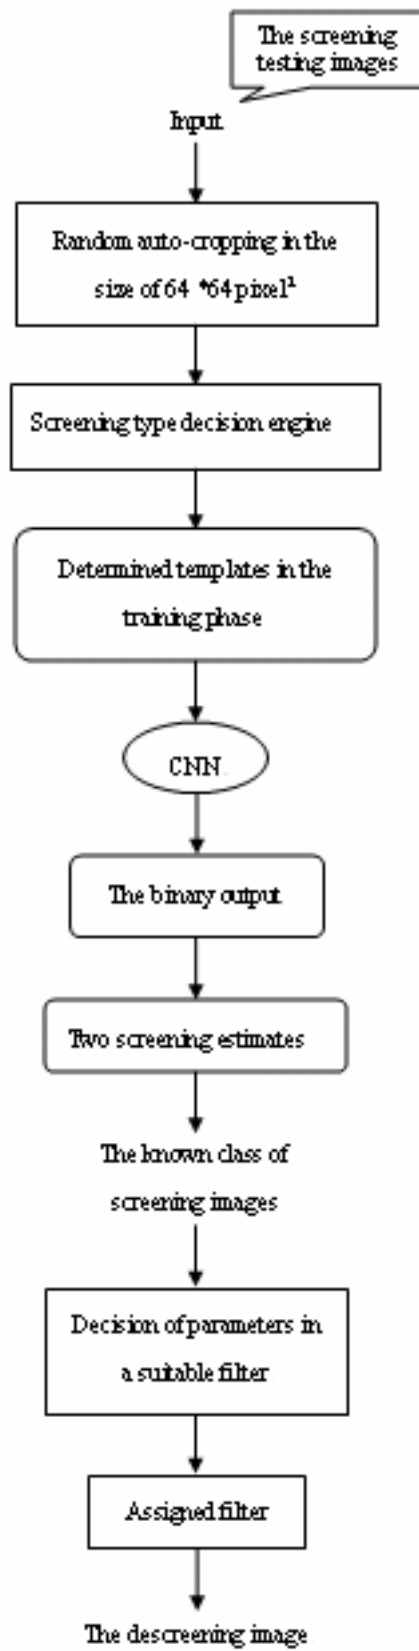 The screening
testing images
Input
Random auto-cropping in the
size of 64 *64 pixel²
Screening type decision engine
Determined templates in the
training phase
CNN
The binary output
Two screening estimates
The known class of
screening images
Decision of parameters in
a suitable filter
Assigned filter
The descreening image